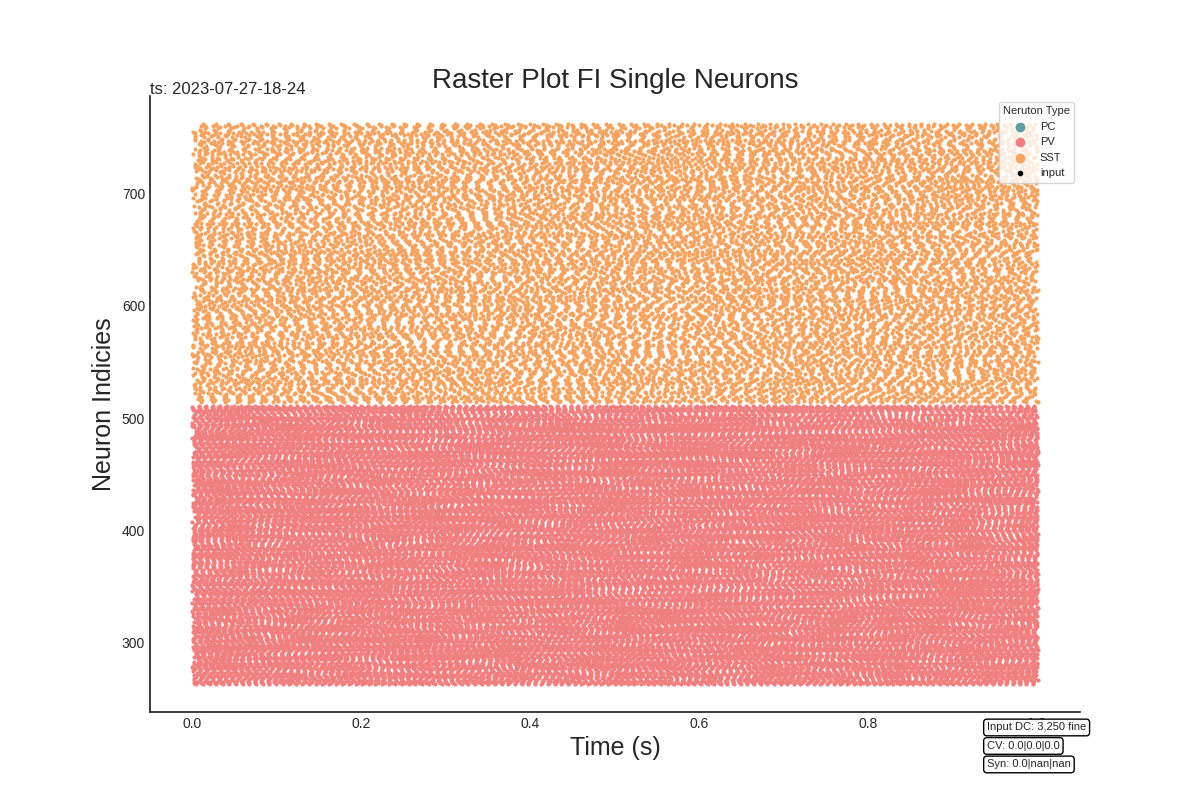 Raster Plot FI Single Neurons
ts: 2023-07-27-18-24
Neruton Type
PC
PV
SST
input
Neuron Indicies
700
600
500
400
300
0.0
0.2
0.4
0.6
0.8
Time (s)
Input DC: 3,250 fine
CV: 0.0|0.0|0.0
Syn: 0.0|nan|nan